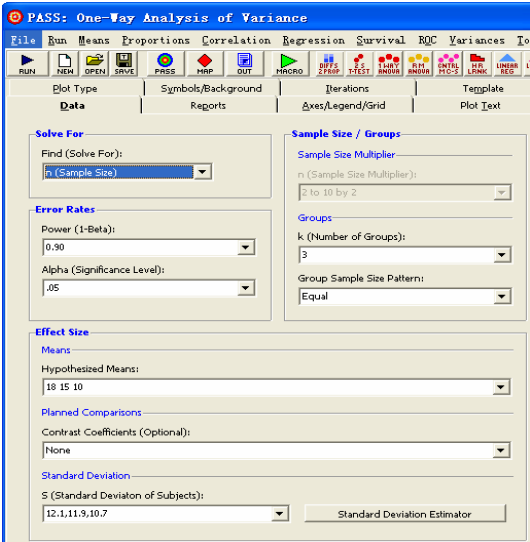 PASS: One-Way Analysis of Variance
File Run Means Proportions Correlation Regression Survival ROC Variances To
RUN NEW OPEN SAVE PASS MAP OUT MACRO DIFFS 2 PROP 2 S T-TEST 1 WAY ANOVA R M ANOVA CNTRL M C-S H R LRANK LINEAR REG
Plot Type Symbols/Background Iterations Template
Data Reports Axes/Legend/Grid Plot Text
Solve For
Find (Solve For):
n (Sample Size)
Error Rates
Power (1-Beta):
0.90
Alpha (Significance Level):
.05
Sample Size / Groups
Sample Size Multiplier
n (Sample Size Multiplier):
2 to 10 by 2
Groups
k (Number of Groups):
3
Group Sample Size Pattern:
Equal
Effect Size
Means
Hypothesized Means:
18 15 10
Planned Comparisons
Contrast Coefficients (Optional):
None
Standard Deviation
S (Standard Deviaton of Subjects):
12.1,11.9,10.7
Standard Deviation Estimator